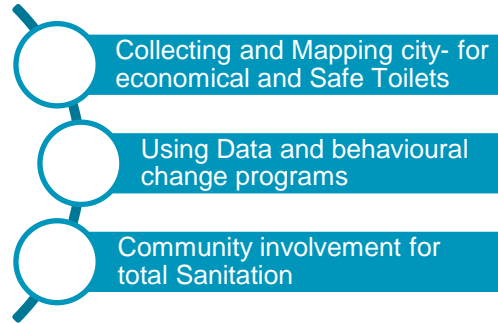 Collecting and Mapping city- for
economical and Safe Toilets
Using Data and behavioural
change programs
Community involvement for
total Sanitation